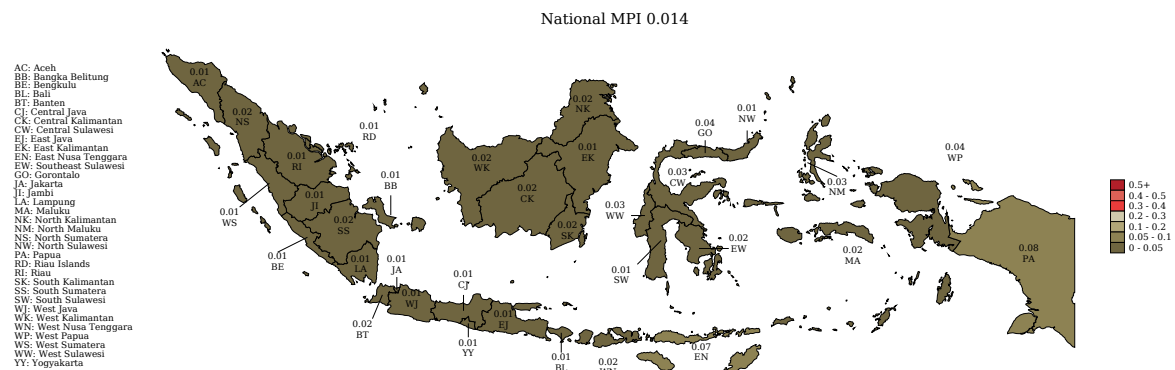 National MPI 0.014
AC: Aceh
BB: Bangka Belitung
BE: Bengkulu
BL: Bali
BT: Banten
CJ: Central Java
CK: Central Kalimantan
CW: Central Sulawesi
EJ: East Java
EK: East Kalimantan
EN: East Nusa Tenggara
EW: Southeast Sulawesi
GO: Gorontalo
JA: Jakarta
JI: Jambi
LA: Lampung
MA: Maluku
NK: North Kalimantan
NM: North Maluku
NS: North Sumatera
NW: North Sulawesi
PA: Papua
RD: Riau Islands
RI: Riau
SK: South Kalimantan
SS: South Sumatera
SW: South Sulawesi
WJ: West Java
WK: West Kalimantan
WN: West Nusa Tenggara
WP: West Papua
WS: West Sumatera
WW: West Sulawesi
YY: Yogyakarta
0.01
AC
0.02
NS
0.01
RD
0.01
RI
0.01
BB
0.01
JI
0.01
WS
0.02
SS
0.01
BE
0.01
LA
0.01
JA
0.02
BT
0.01
WJ
0.01
CJ
0.01
YY
0.01
EJ
0.01
BL
0.02
WN
0.07
EN
0.02
WK
0.02
CK
0.02
NK
0.01
EK
0.02
SK
0.04
GO
0.01
NW
0.03
CW
0.03
WW
0.01
SW
0.02
EW
0.03
NM
0.02
MA
0.04
WP
0.08
PA
0.5+
0.4 - 0.5
0.3 - 0.4
0.2 - 0.3
0.1 - 0.2
0.05 - 0.1
0 - 0.05